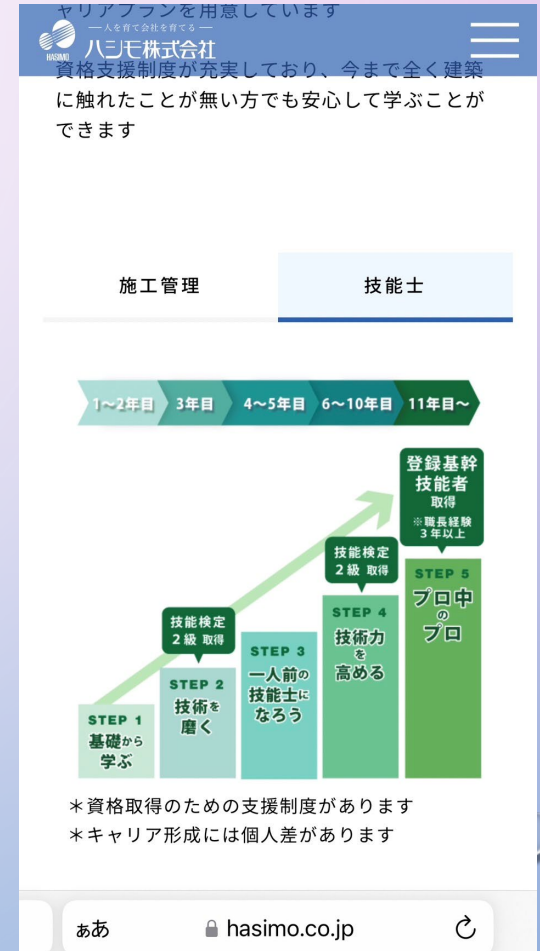 ャリアプランを用意しています
人を育て会社を育てる
HASIMO
ハシモ株式会社
資格支援制度が充実しており、今まで全く建築
に触れたことが無い方でも安心して学ぶことが
できます
施工管理
技能士
1〜2年目
3年目
4〜5年目
6〜10年目
11年目〜
登録基幹
技能者
取得
※職長経験
3年以上
技能検定
2級 取得
STEP 5
プロ中
の
プロ
技能検定
2級 取得
STEP 4
技術力
を
高める
STEP 3
一人前の
技能士に
なろう
STEP 2
技術を
磨く
STEP 1
基礎から
学ぶ
＊資格取得のための支援制度があります
＊キャリア形成には個人差があります
ぁあ
hasimo.co.jp